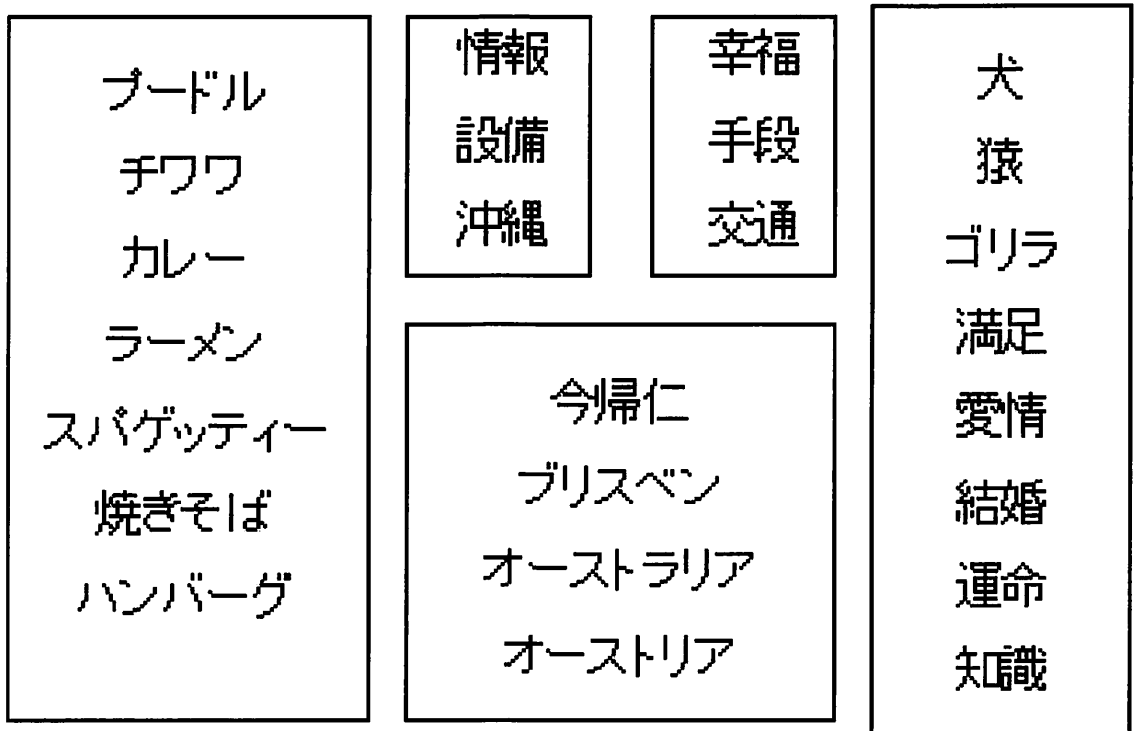 プードル
チワワ
カレー
ラーメン
スパゲッティー
焼きそば
ハンバーグ
情報
設備
沖縄
幸福
手段
交通
今帰仁
ブリスベン
オーストラリア
オーストリア
犬
猿
ゴリラ
満足
愛情
結婚
運命
知識